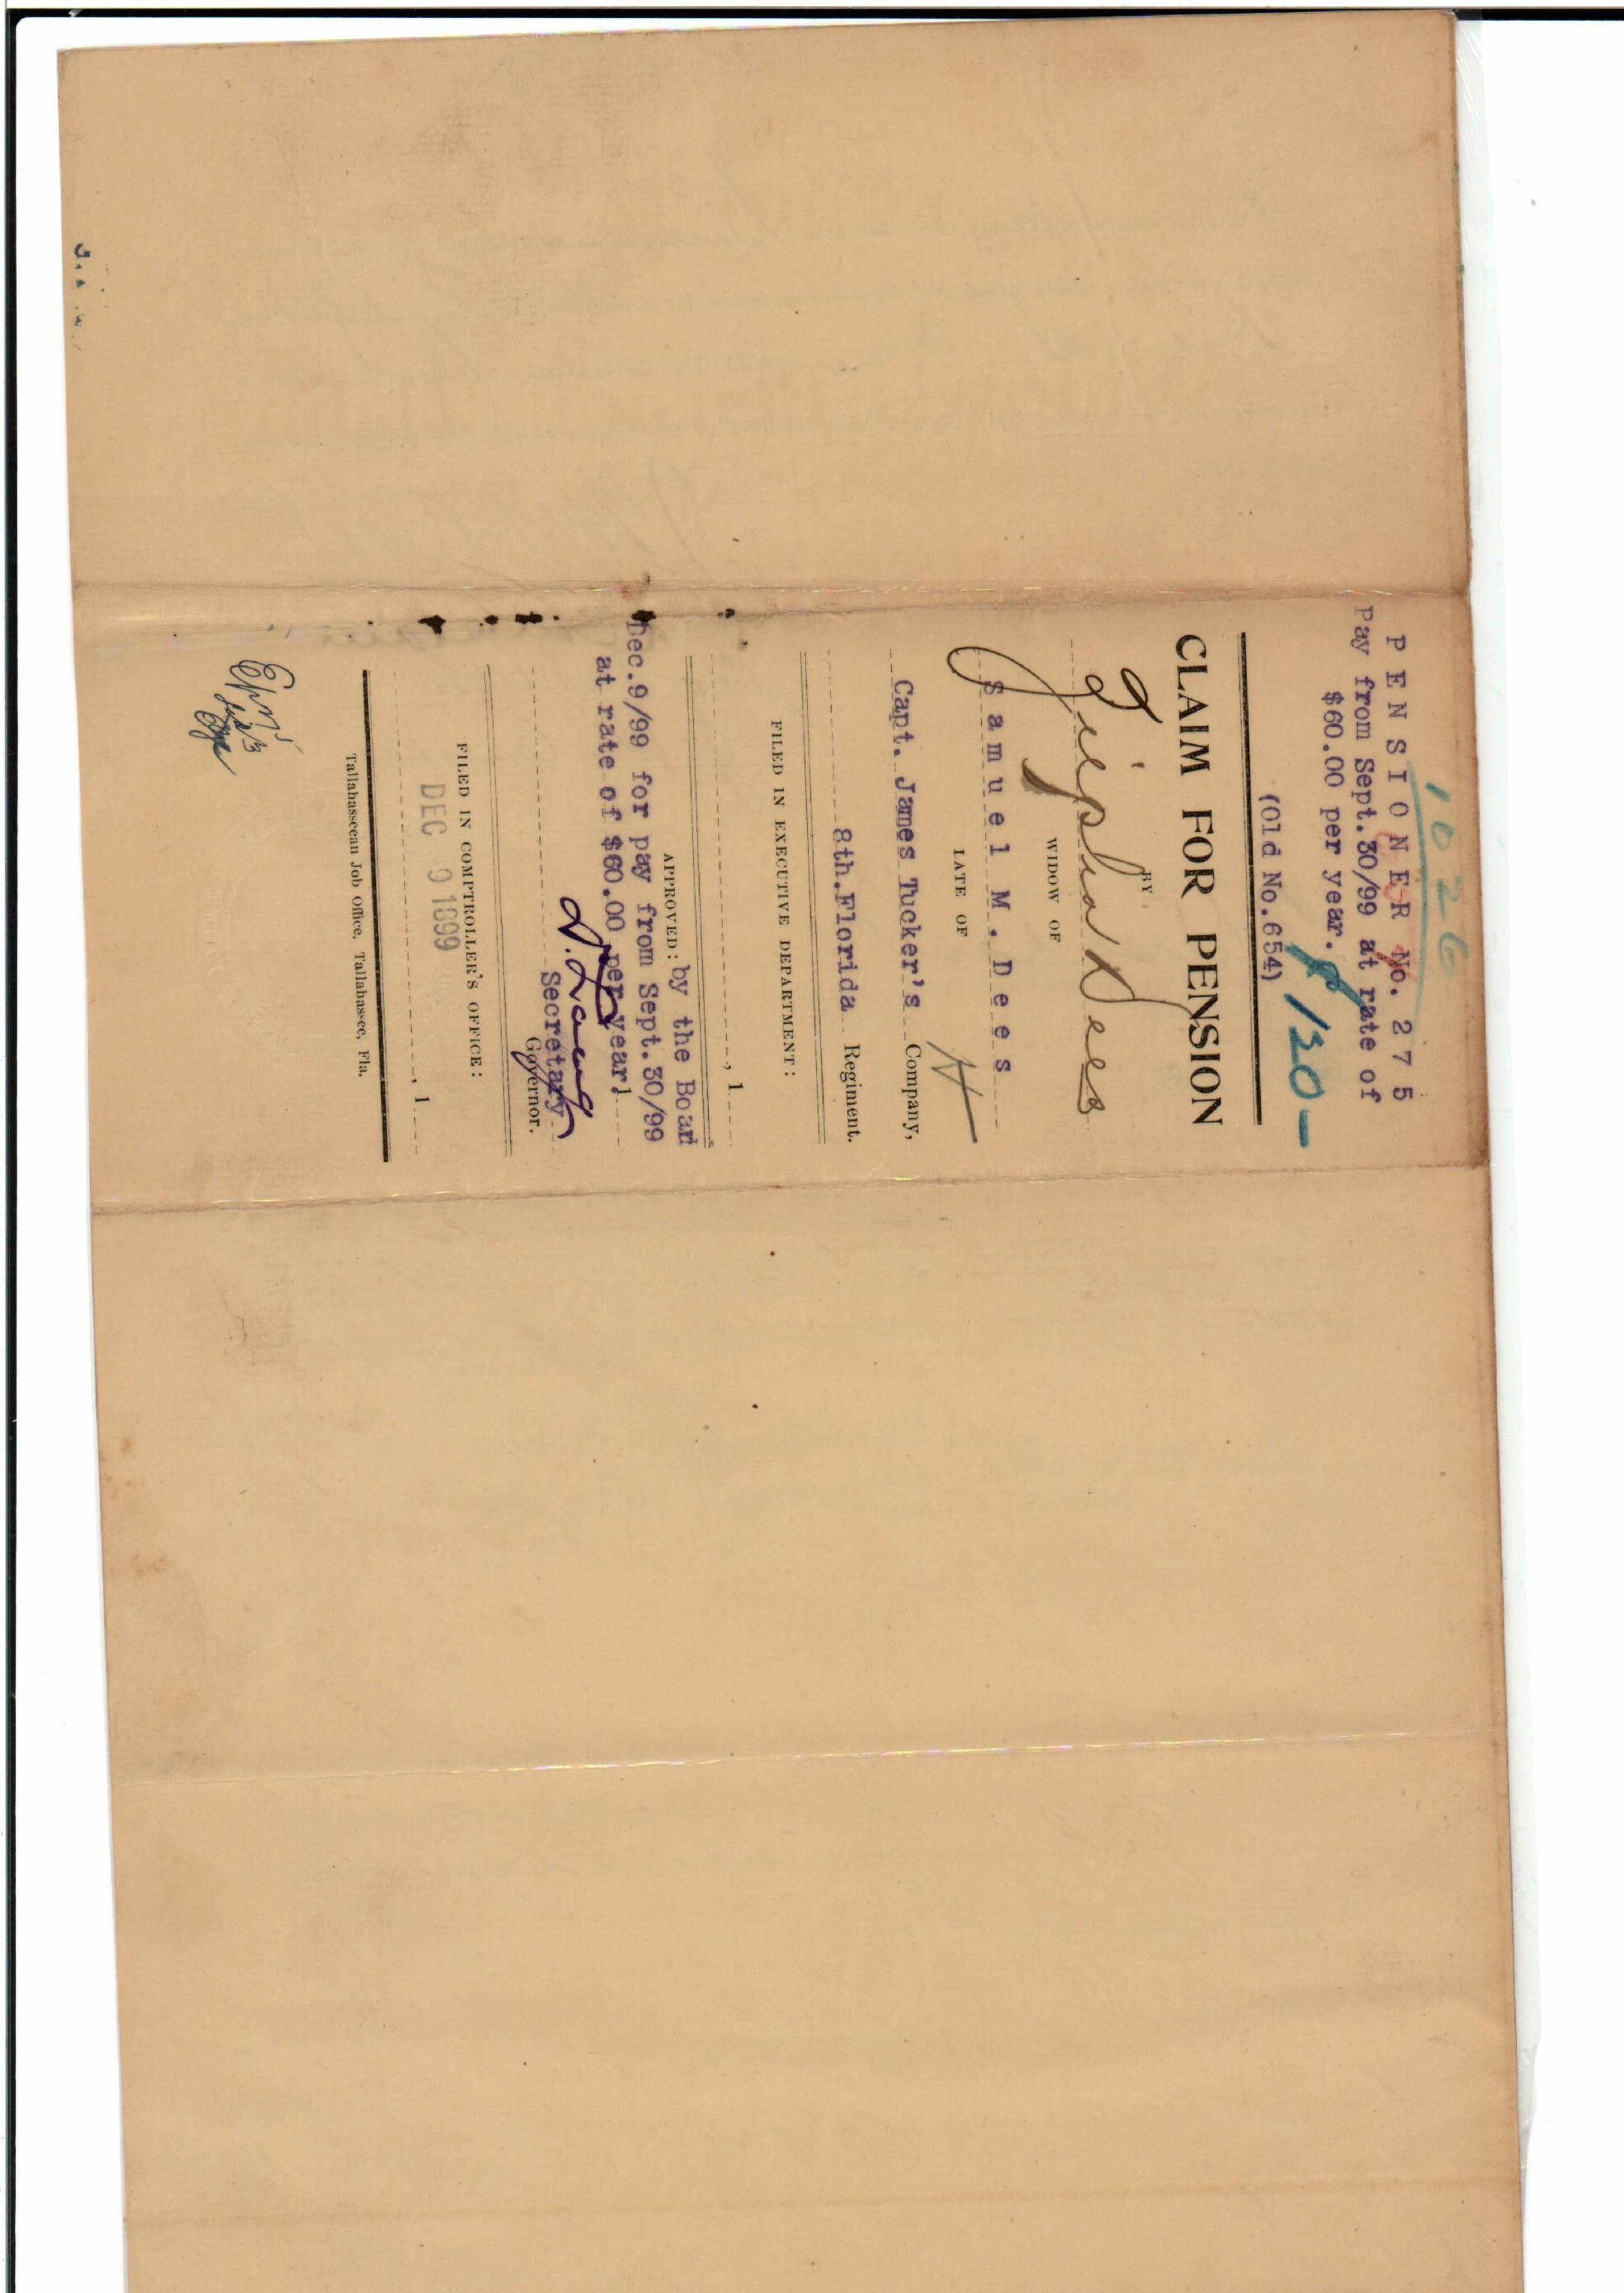 1026
PENSIONER No. 275
Pay from Sept.30/99 at rate of
$60.00 per year.
120-
(Old No.654)
CLAIM FOR PENSION
BY
Dees
WIDOW OF
Samuel M. Dees
LATE OF
H
Capt. James Tucker's Company,
8th.Florida Regiment.
FILED IN EXECUTIVE DEPARTMENT:
, 1
APPROVED: by the Board
Dec.9/99 for pay from Sept.30/99
at rate of $60.00 per year. 1
D. Lang
Secretary
Governor.
FILED IN COMPTROLLER'S OFFICE:
DEC 9 1899
, 1
Tallahasseean Job Office, Tallahassee, Fla.